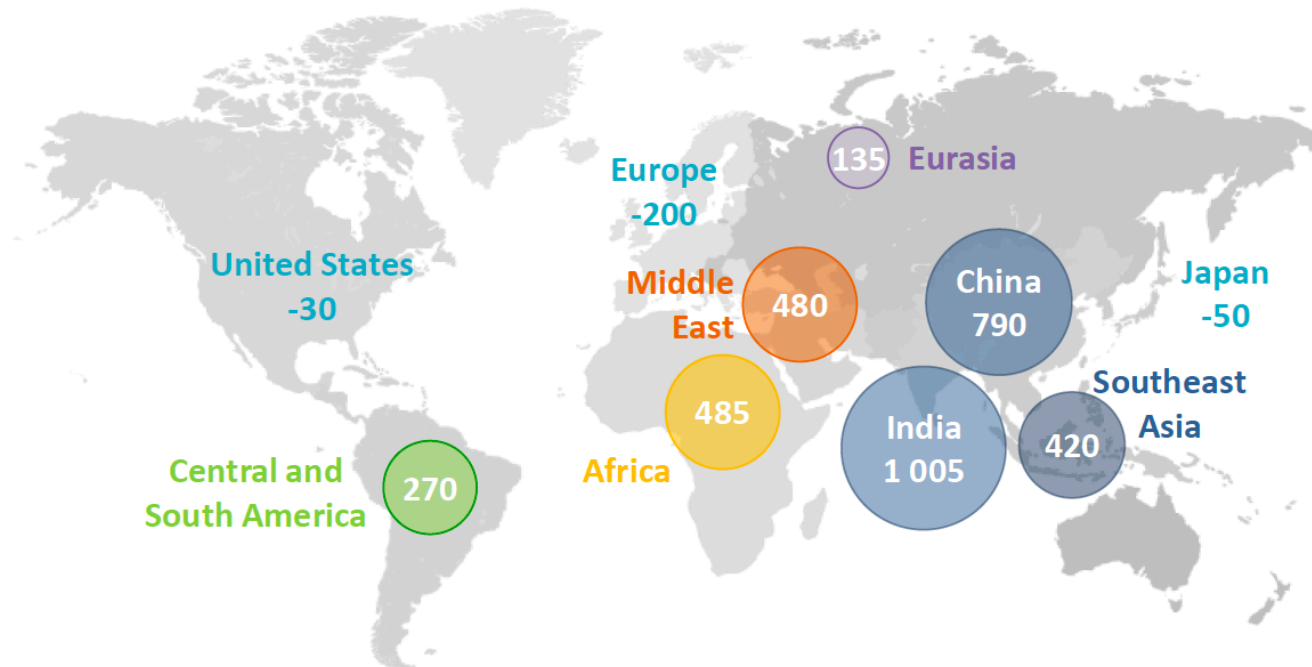 135
Eurasia
Europe
-200
United States
-30
Middle
East
480
China
790
Japan
-50
Southeast
Asia
420
Africa
485
India
1 005
Central and
South America
270